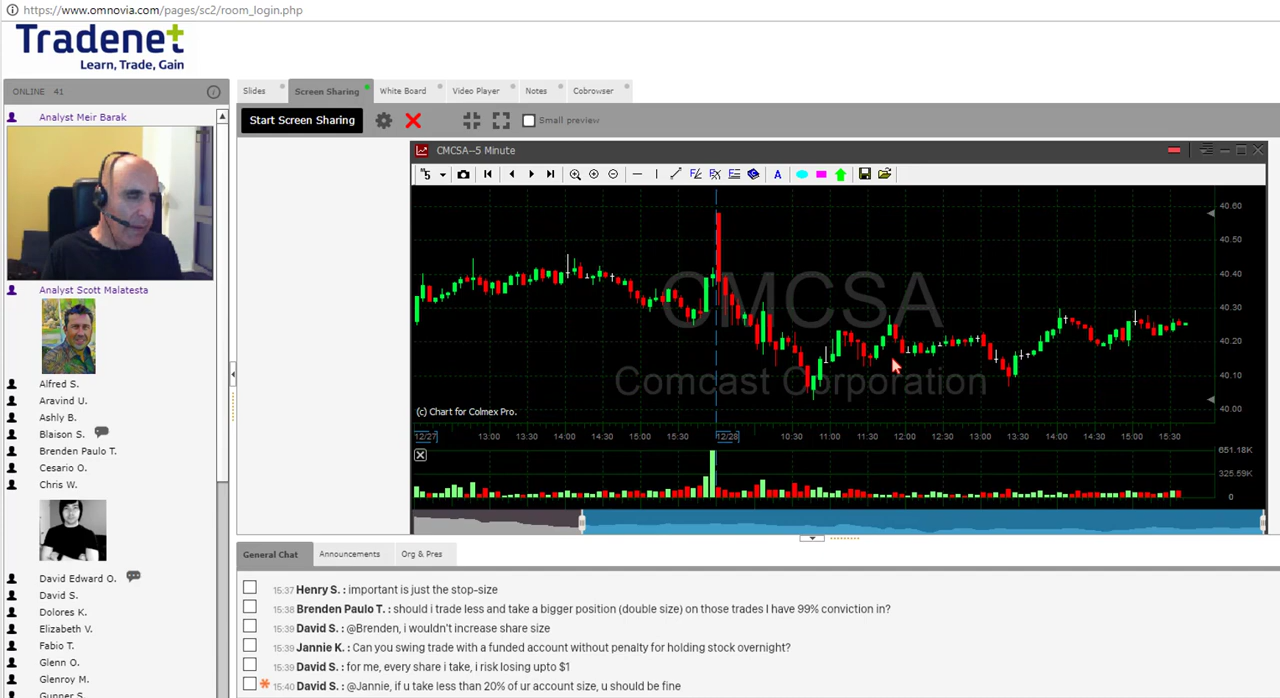 https://www.omnovia.com/pages/sc2/room_login.php
Tradenet
Learn, Trade, Gain
ONLINE 41
Analyst Meir Barak
Analyst Scott Malatesta
Alfred S.
Aravind U.
Ashly B.
Blaison S.
Brenden Paulo T.
Cesario O.
Chris W.
David Edward O.
David S.
Dolores K.
Elizabeth V.
Fabio T.
Glenn O.
Glenroy M.
Gunner S.
Slides Screen Sharing White Board Video Player Notes Cobrowser
Start Screen Sharing Small preview
CMCSA--5 Minute
5 A
CMCSA
Comcast Corporation
(c) Chart for Colmex Pro.
40.60
40.50
40.40
40.30
40.20
40.10
40.00
12/27 13:00 13:30 14:00 14:30 15:00 15:30 12/28 10:30 11:00 11:30 12:00 12:30 13:00 13:30 14:00 14:30 15:00 15:30
651.18K
325.59K
0
General Chat Announcements Org & Pres
15:37 Henry S. : important is just the stop-size
15:38 Brenden Paulo T. : should i trade less and take a bigger position (double size) on those trades I have 99% conviction in?
15:39 David S. : @Brenden, i wouldn't increase share size
15:39 Jannie K. : Can you swing trade with a funded account without penalty for holding stock overnight?
15:39 David S. : for me, every share i take, i risk losing upto $1
15:40 David S. : @Jannie, if u take less than 20% of ur account size, u should be fine